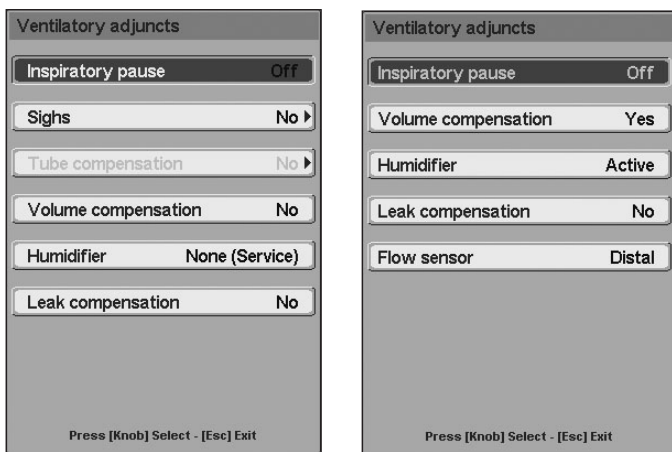 Ventilatory adjuncts
Inspiratory pause Off
Sighs No
Tube compensation No
Volume compensation No
Humidifier None (Service)
Leak compensation No
Press [Knob] Select - [Esc] Exit
Ventilatory adjuncts
Inspiratory pause Off
Volume compensation Yes
Humidifier Active
Leak compensation No
Flow sensor Distal
Press [Knob] Select - [Esc] Exit